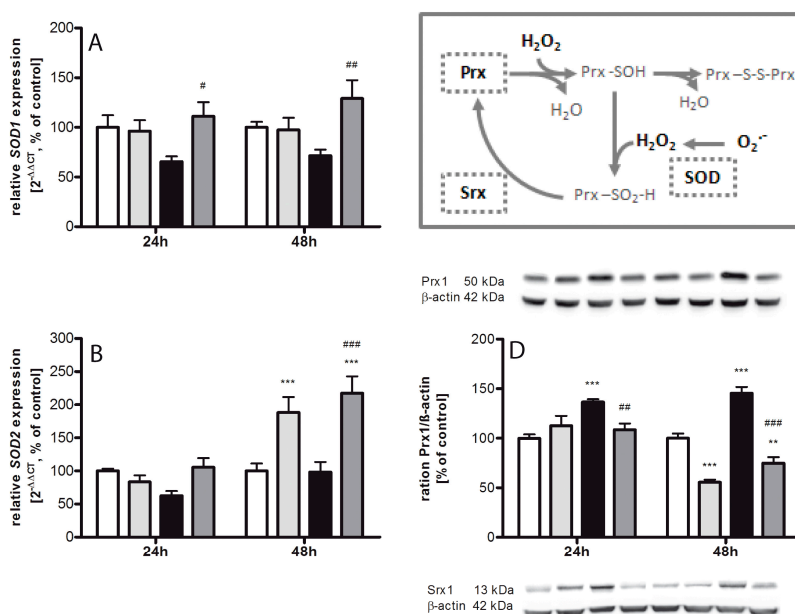 A
relative SOD1 expression
[2-ΔΔCT, % of control]
200
150
100
50
0
#
##
24h
48h
H2O2
Prx
Prx -SOH
Prx –S-S-Prx
H2O
H2O
H2O2
O2•-
SOD
Srx
Prx –SO2-H
Prx1 50 kDa
β-actin 42 kDa
B
relative SOD2 expression
[2-ΔΔCT, % of control]
300
250
200
150
100
50
0
***
###
***
24h
48h
D
ration Prx1/ß-actin
[% of control]
200
150
100
50
0
***
##
***
***
###
**
24h
48h
Srx1 13 kDa
β-actin 42 kDa